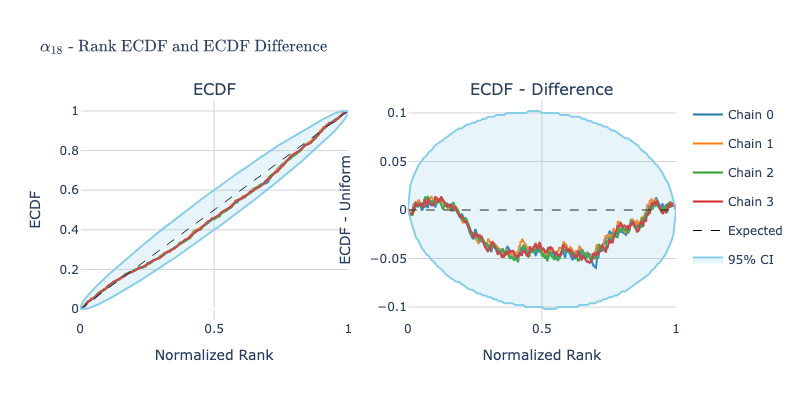 α₁₈ - Rank ECDF and ECDF Difference
ECDF
ECDF - Difference
ECDF
1
0.8
0.6
0.4
0.2
0
0
0.5
1
Normalized Rank
ECDF - Uniform
0.1
0.05
0
−0.05
−0.1
0
0.5
1
Normalized Rank
Chain 0
Chain 1
Chain 2
Chain 3
Expected
95% CI